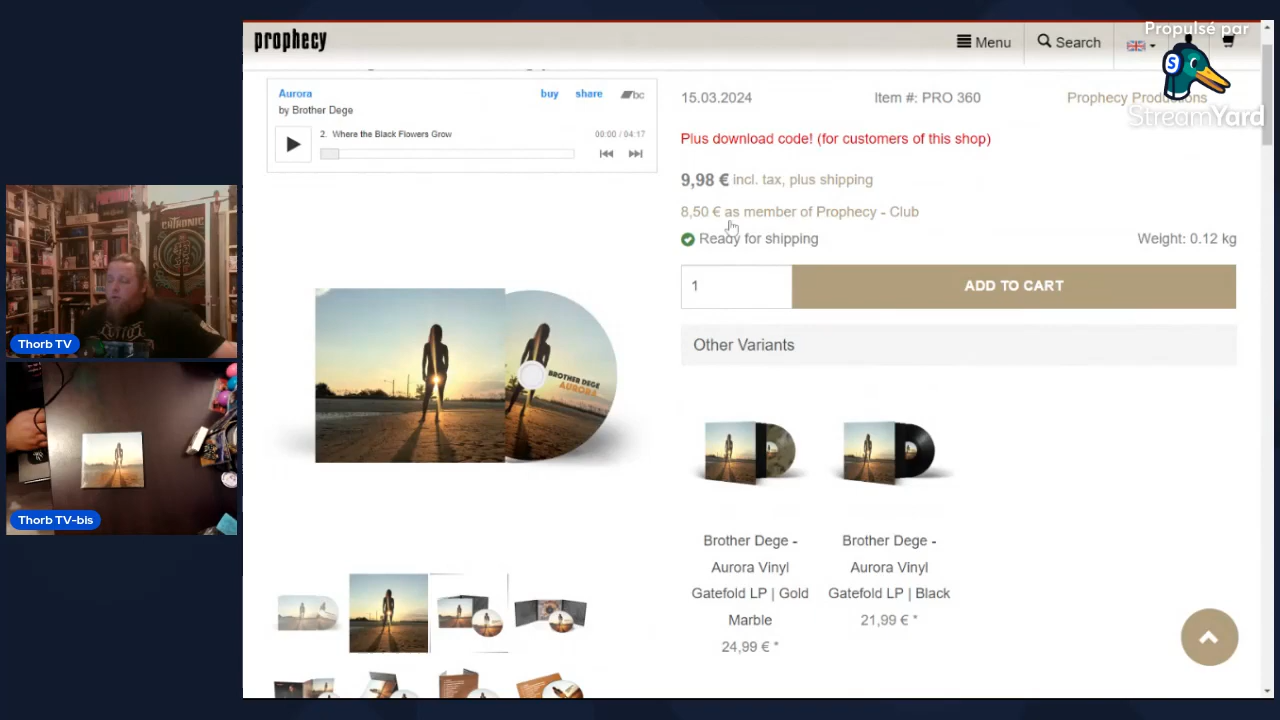 Propulsé par
StreamYard
prophecy
Menu
Search
Aurora
buy
share
bc
by Brother Dege
2. Where the Black Flowers Grow
00:00 / 04:17
15.03.2024
Item #: PRO 360
Prophecy Productions
Plus download code! (for customers of this shop)
9,98 € incl. tax, plus shipping
8,50 € as member of Prophecy - Club
Ready for shipping
Weight: 0.12 kg
1
ADD TO CART
Other Variants
BROTHER DEGE
AURORA
Brother Dege -
Aurora Vinyl
Gatefold LP | Gold
Marble
24,99 € *
Brother Dege -
Aurora Vinyl
Gatefold LP | Black
21,99 € *
Thorb TV
Thorb TV-bis